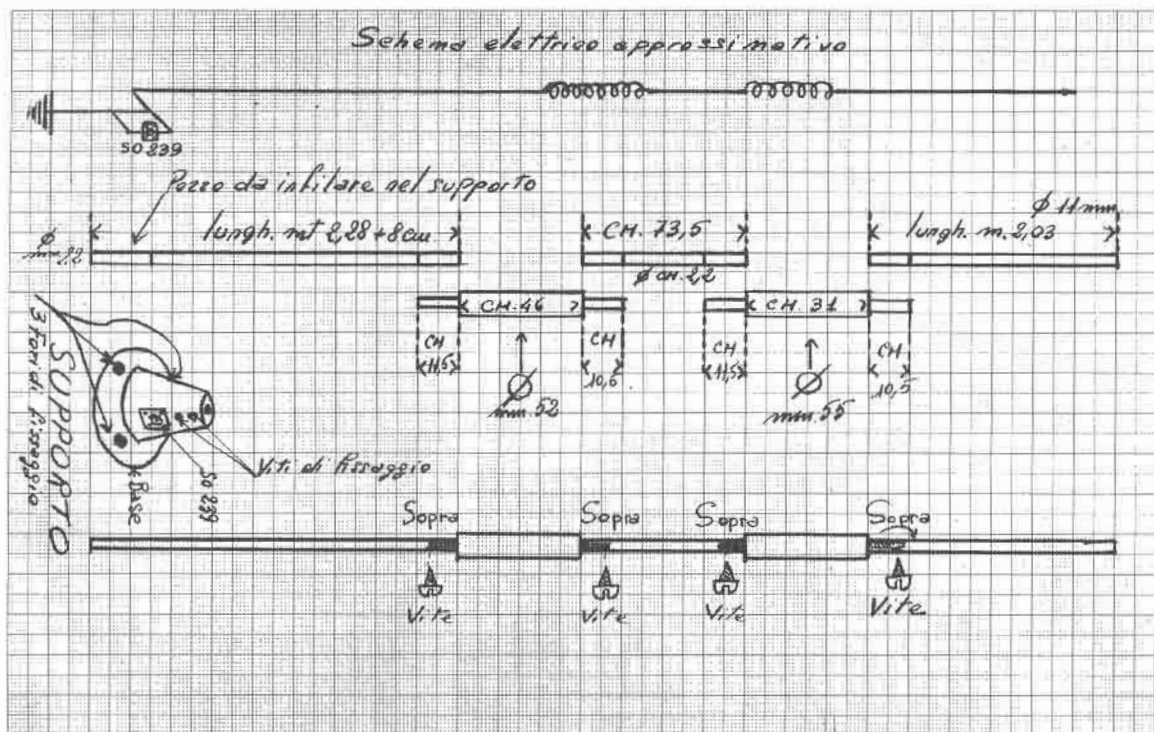 Schema elettrico approssimativo
SO 239
Pezzo da infilare nel supporto
lungh. mt 2,28 + 8 cm
CM. 73,5
φ 11 mm.
lungh. m. 2,03
φ CM. 2,2
CM. 46
CM. 31
CM
11,5
CM
10,5
CM
11,5
CM
10,5
Ø
mm. 52
Ø
mm. 55
3 Fori di fissaggio
SUPPORTO
Base
SO 239
Viti di fissaggio
Sopra
Sopra
Sopra
Sopra
Vite
Vite
Vite
Vite